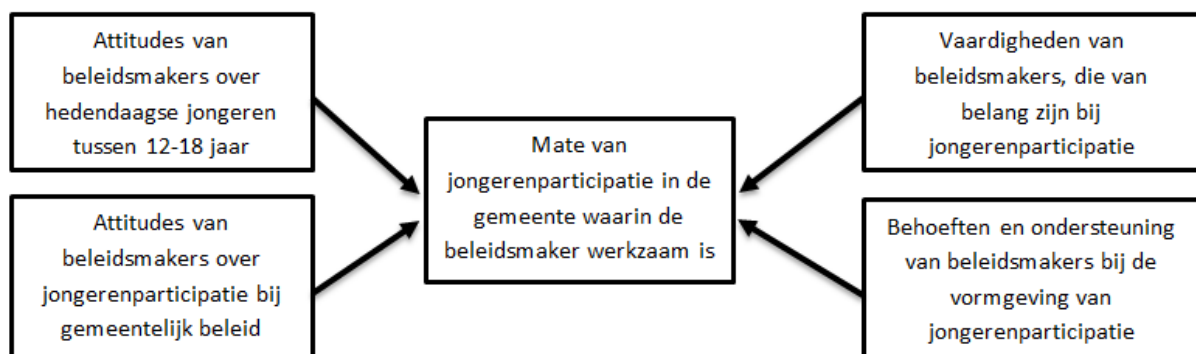 Attitudes van
beleidsmakers over
hedendaagse jongeren
tussen 12-18 jaar
Attitudes van
beleidsmakers over
jongerenparticipatie bij
gemeentelijk beleid
Mate van
jongerenparticipatie in de
gemeente waarin de
beleidsmaker werkzaam is
Vaardigheden van
beleidsmakers, die van
belang zijn bij
jongerenparticipatie
Behoeften en ondersteuning
van beleidsmakers bij de
vormgeving van
jongerenparticipatie